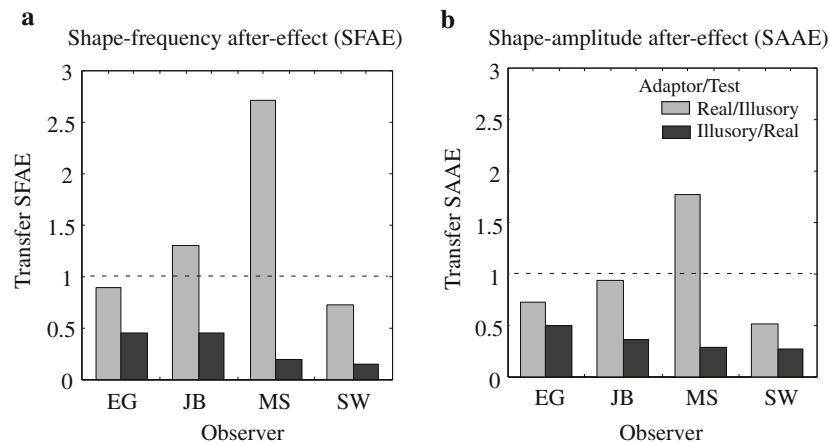 a
Shape-frequency after-effect (SFAE)
3
2.5
2
1.5
1
0.5
0
Transfer SFAE
EG JB MS SW
Observer
b
Shape-amplitude after-effect (SAAE)
Adaptor/Test
Real/Illusory
Illusory/Real
3
2.5
2
1.5
1
0.5
0
Transfer SAAE
EG JB MS SW
Observer